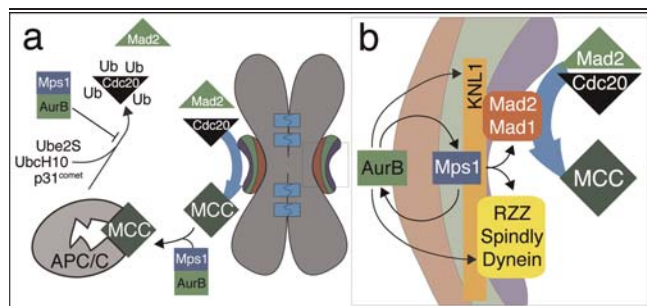 a
Mad2
Ub Ub
Cdc20
Ub Ub
Mps1
AurB
Ube2S
UbcH10
p31comet
Mad2
Cdc20
MCC
MCC
APC/C
Mps1
AurB
b
KNL1
Mad2
Cdc20
Mad2
Mad1
AurB
Mps1
MCC
RZZ
Spindly
Dynein